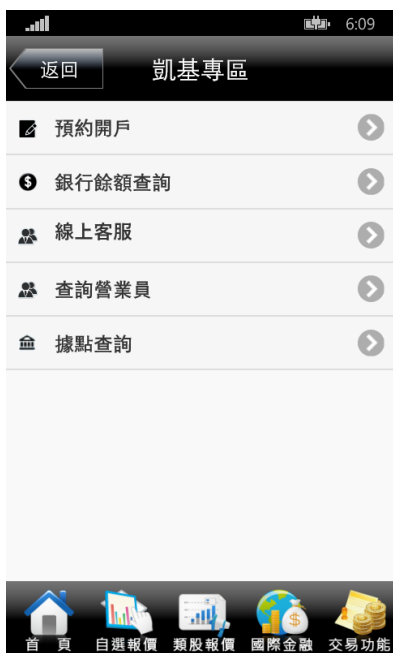 6:09
返回
凱基專區
預約開戶
銀行餘額查詢
線上客服
查詢營業員
據點查詢
首 頁
自選報價
類股報價
國際金融
交易功能